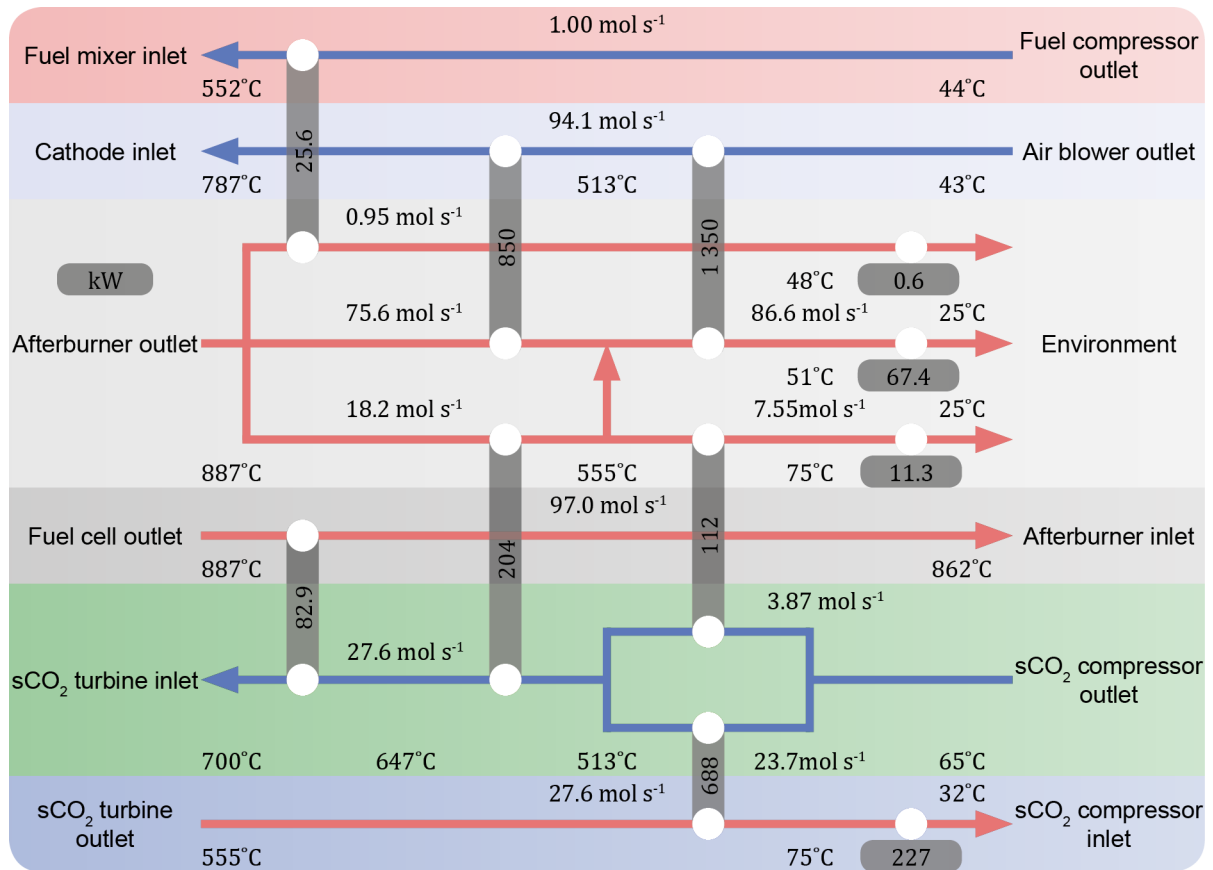 1.00 mol s⁻¹
Fuel mixer inlet
Fuel compressor
outlet
552°C
44°C
25.6
94.1 mol s⁻¹
Cathode inlet
Air blower outlet
787°C
513°C
43°C
0.95 mol s⁻¹
850
1 350
kW
48°C
0.6
75.6 mol s⁻¹
86.6 mol s⁻¹
25°C
Afterburner outlet
Environment
51°C
67.4
18.2 mol s⁻¹
7.55mol s⁻¹
25°C
887°C
555°C
75°C
11.3
97.0 mol s⁻¹
Fuel cell outlet
Afterburner inlet
887°C
862°C
82.9
204
112
3.87 mol s⁻¹
27.6 mol s⁻¹
sCO₂ turbine inlet
sCO₂ compressor
outlet
700°C
647°C
513°C
23.7mol s⁻¹
65°C
688
27.6 mol s⁻¹
32°C
sCO₂ turbine
outlet
sCO₂ compressor
inlet
555°C
75°C
227